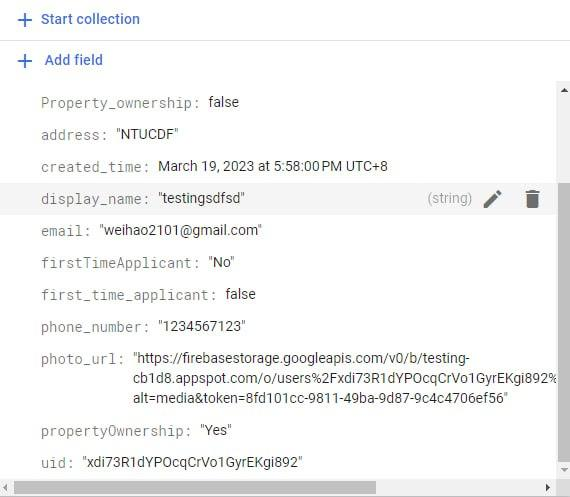 Start collection
Add field
Property_ownership: false
address: "NTUCDF"
created_time: March 19, 2023 at 5:58:00 PM UTC+8
display_name: "testingsdfsd" (string)
email: "weihao2101@gmail.com"
firstTimeApplicant: "No"
first_time_applicant: false
phone_number: "1234567123"
photo_url: "https://firebasestorage.googleapis.com/v0/b/testing-
cb1d8.appspot.com/o/users%2Fxdi73R1dYPOcqCrVo1GyrEKgi892%
alt=media&token=8fd101cc-9811-49ba-9d87-9c4c4706ef56"
propertyOwnership: "Yes"
uid: "xdi73R1dYPOcqCrVo1GyrEKgi892"